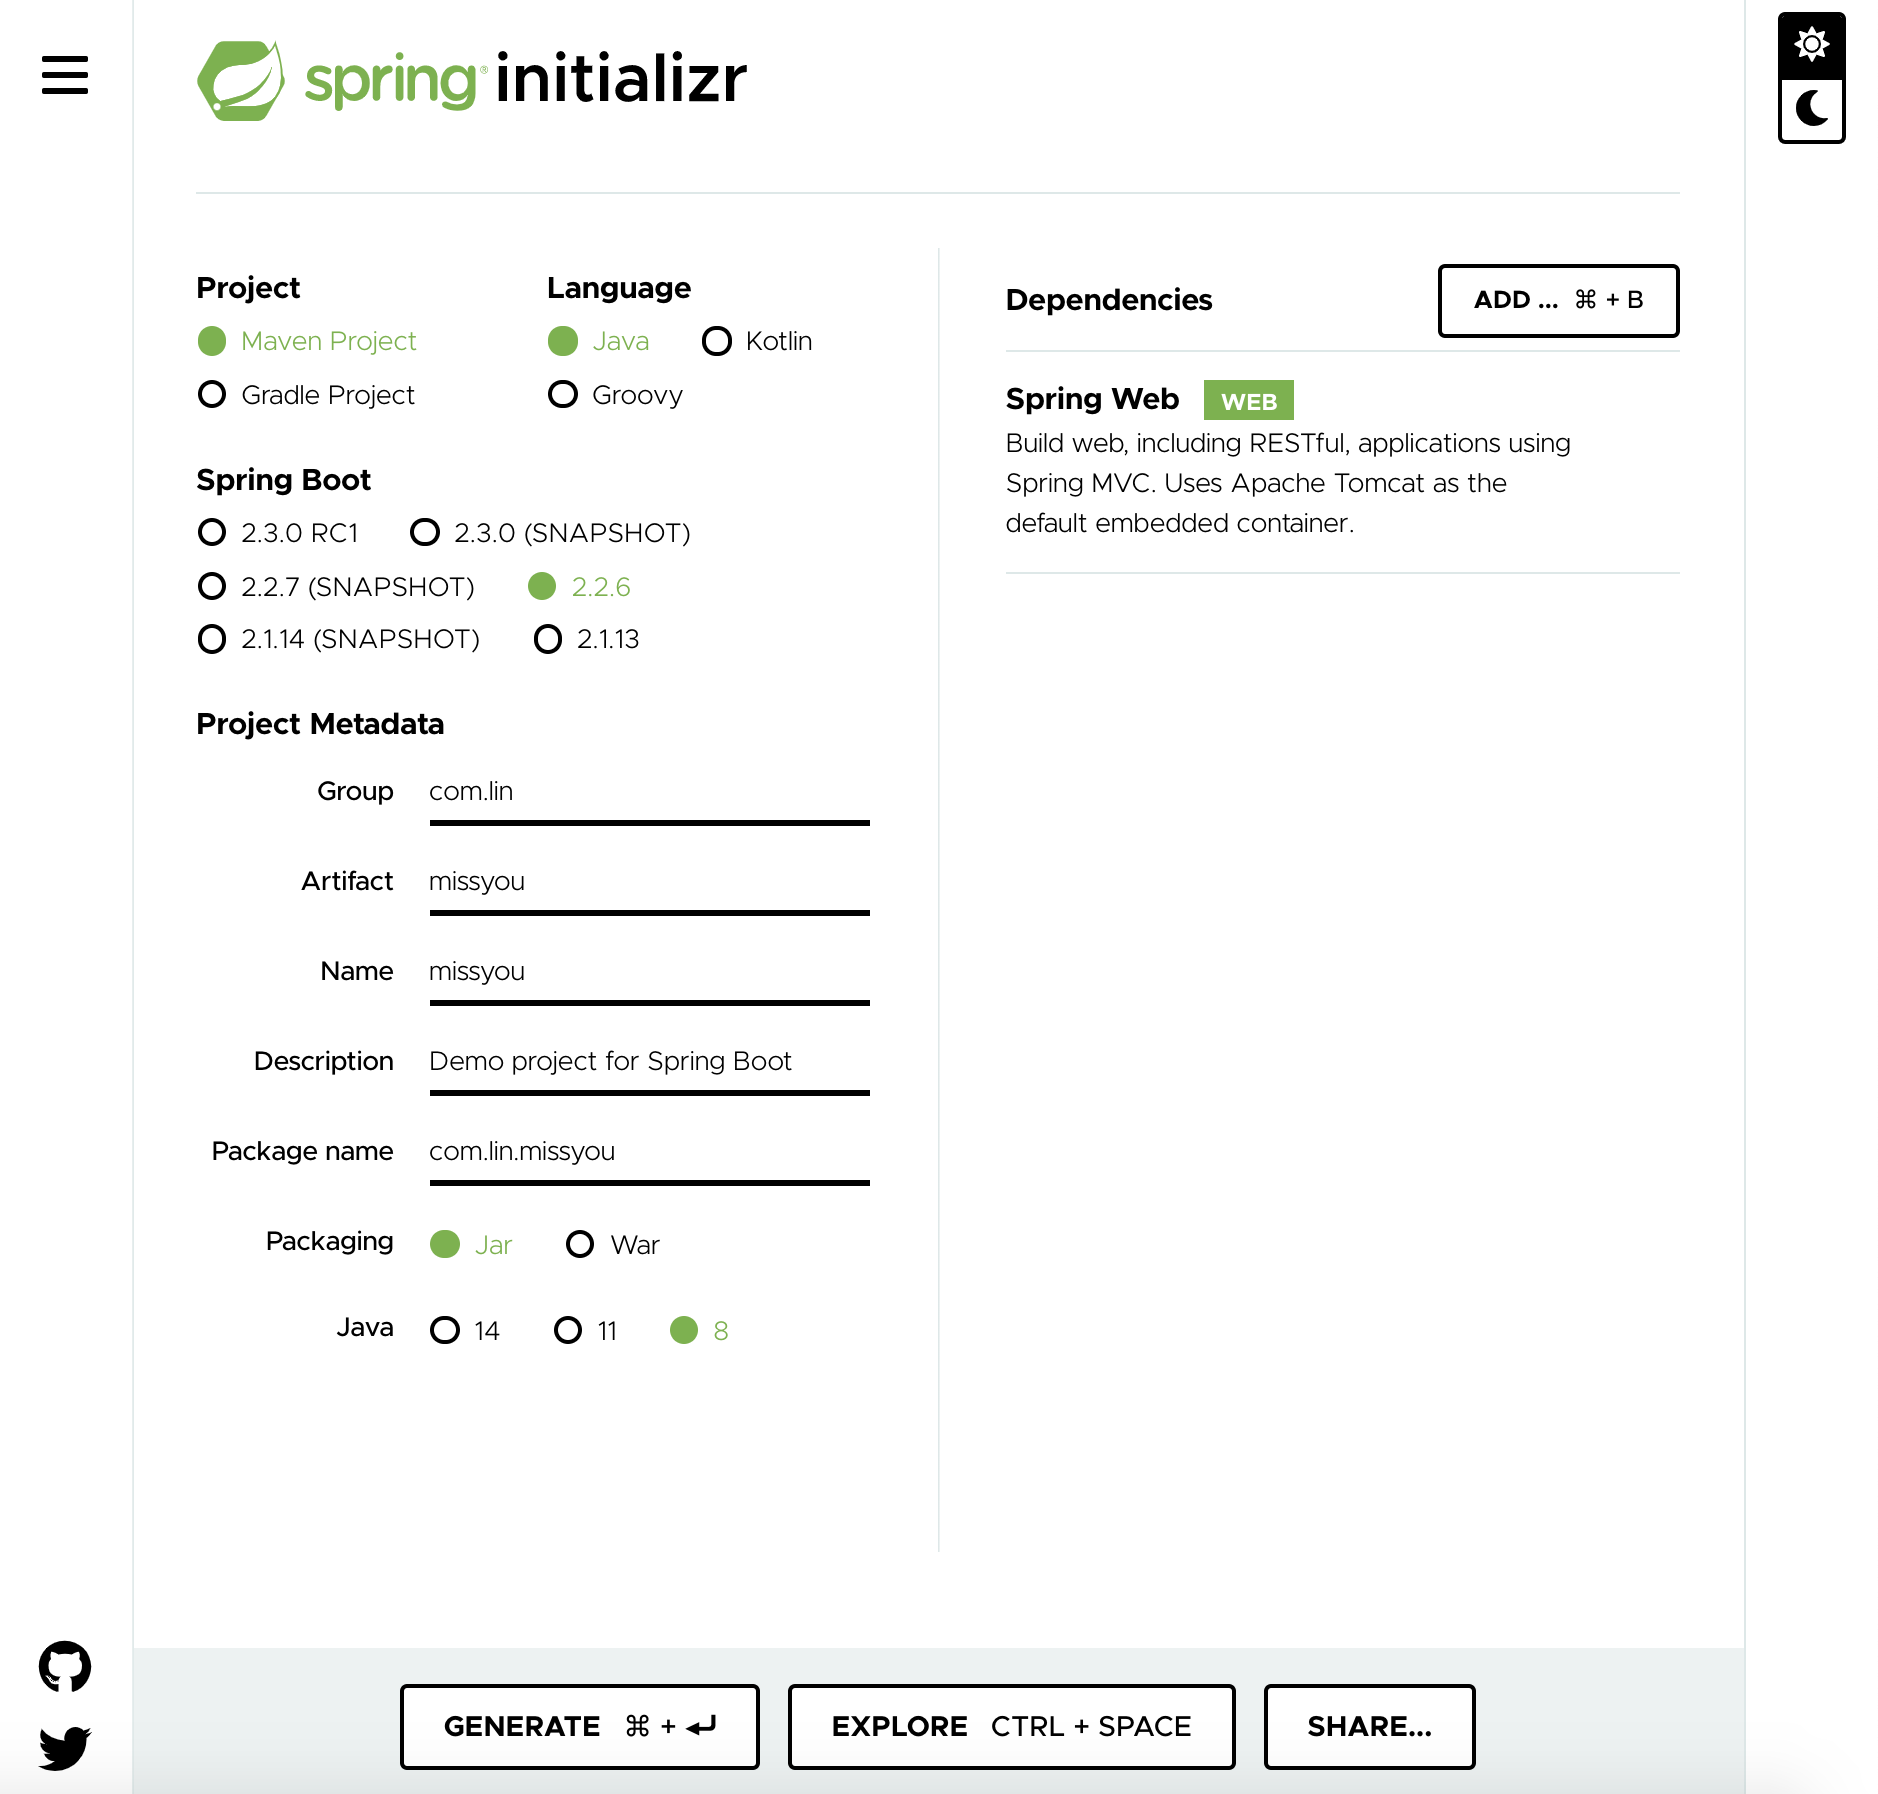 spring® initializr
Project
Maven Project
Gradle Project
Language
Java Kotlin
Groovy
Spring Boot
2.3.0 RC1 2.3.0 (SNAPSHOT)
2.2.7 (SNAPSHOT) 2.2.6
2.1.14 (SNAPSHOT) 2.1.13
Project Metadata
Group com.lin
Artifact missyou
Name missyou
Description Demo project for Spring Boot
Package name com.lin.missyou
Packaging Jar War
Java 14 11 8
Dependencies
ADD ... ⌘ + B
Spring Web WEB
Build web, including RESTful, applications using
Spring MVC. Uses Apache Tomcat as the
default embedded container.
GENERATE ⌘ + ↵
EXPLORE CTRL + SPACE
SHARE...